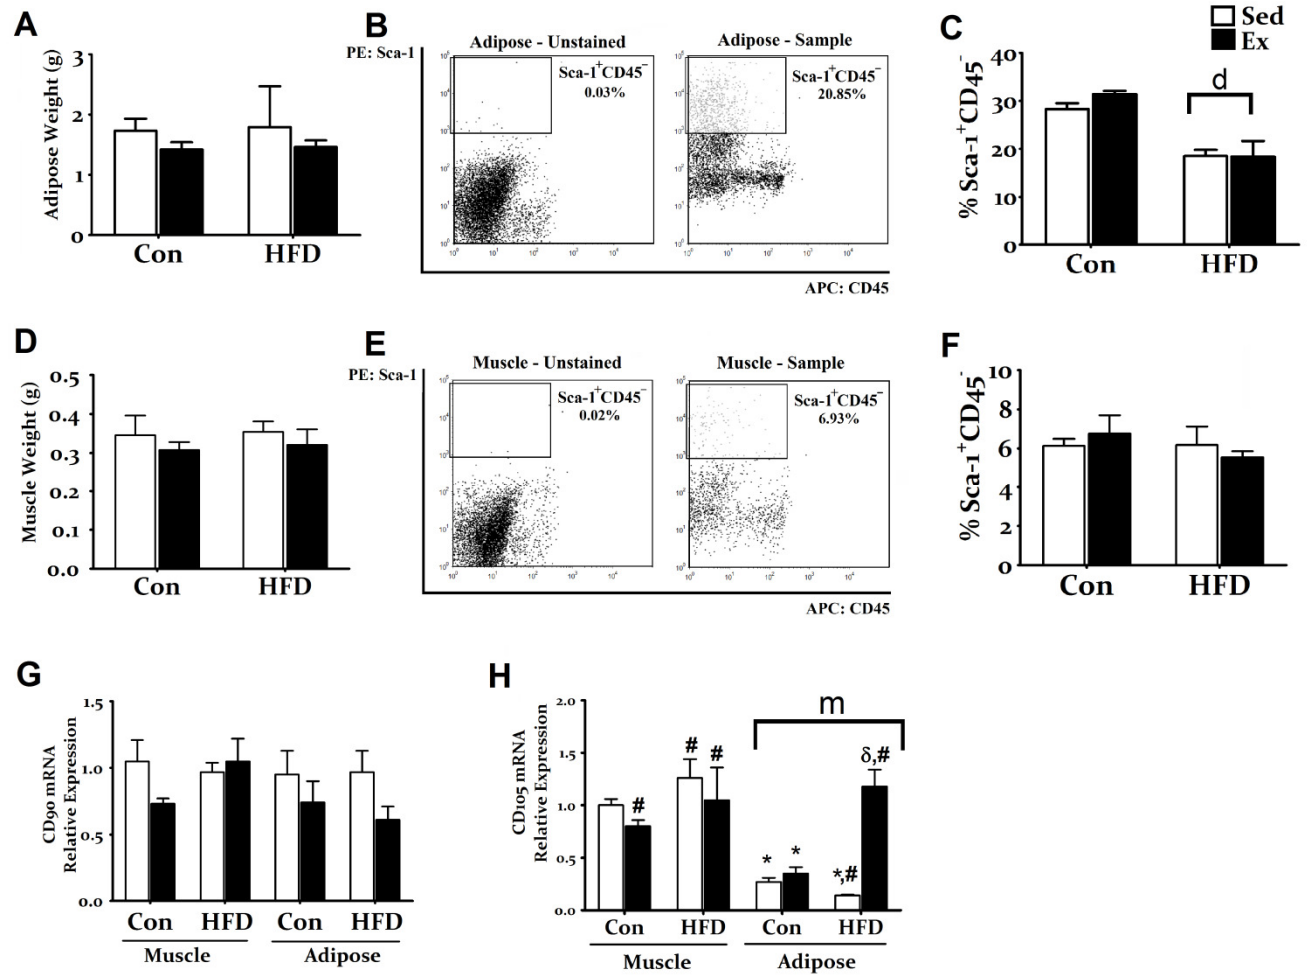 A
Adipose Weight (g)
3
2
1
0
Con
HFD
B
PE: Sca-1
Adipose - Unstained
Sca-1⁺CD45⁻
0.03%
Adipose - Sample
Sca-1⁺CD45⁻
20.85%
APC: CD45
C
Sed
Ex
% Sca-1⁺CD45⁻
40
30
20
10
0
d
Con
HFD
D
Muscle Weight (g)
0.5
0.4
0.3
0.2
0.1
0.0
Con
HFD
E
PE: Sca-1
Muscle - Unstained
Sca-1⁺CD45⁻
0.02%
Muscle - Sample
Sca-1⁺CD45⁻
6.93%
APC: CD45
F
% Sca-1⁺CD45⁻
10
8
6
4
2
0
Con
HFD
G
CD90 mRNA
Relative Expression
1.5
1.0
0.5
0.0
Con HFD Con HFD
Muscle Adipose
H
CD105 mRNA
Relative Expression
2.0
1.5
1.0
0.5
0.0
m
#
# #
* *
*,#
δ,#
Con HFD Con HFD
Muscle Adipose